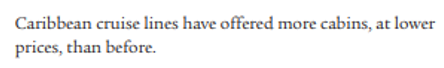 Caribbean cruise lines have offered more cabins, at lower
prices, than before.